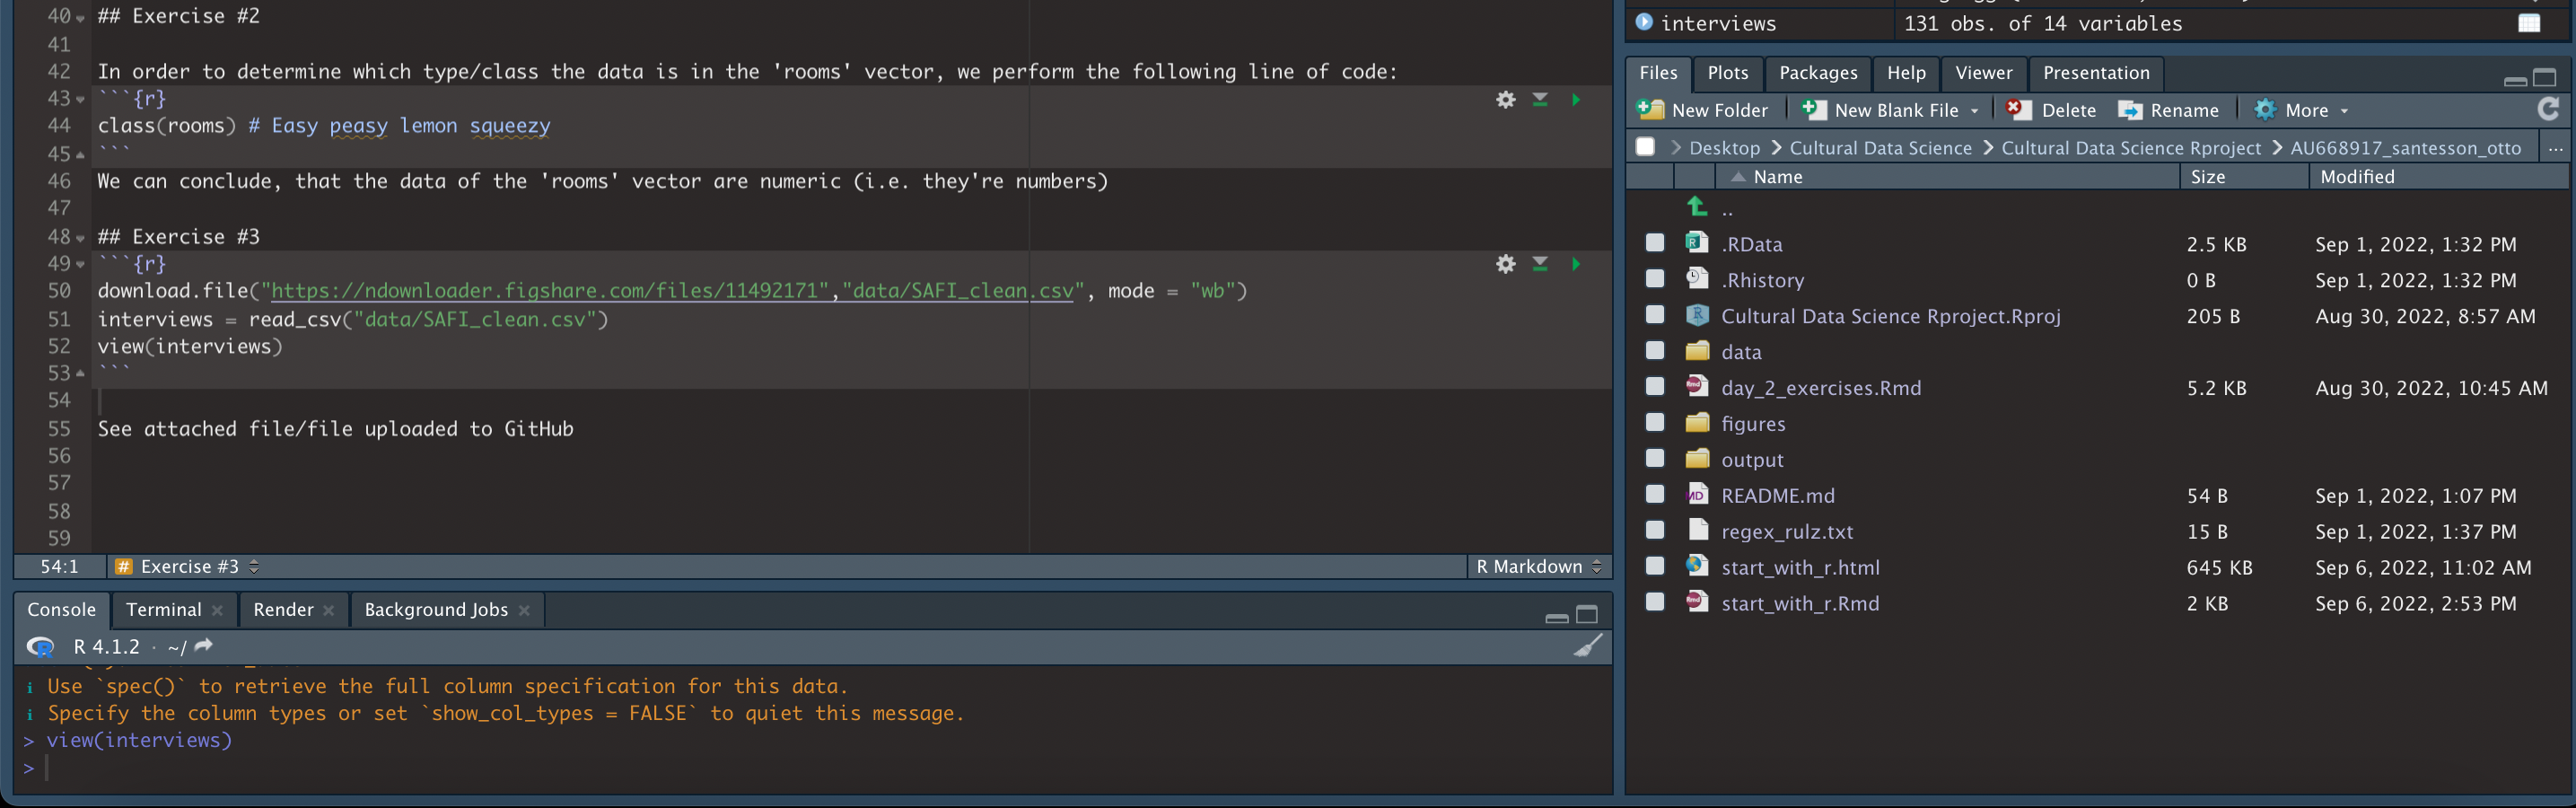 40 ## Exercise #2
41
42 In order to determine which type/class the data is in the 'rooms' vector, we perform the following line of code:
43 ```{r}
44 class(rooms) # Easy peasy lemon squeezy
45 ```
46 We can conclude, that the data of the 'rooms' vector are numeric (i.e. they're numbers)
47
48 ## Exercise #3
49 ```{r}
50 download.file("https://ndownloader.figshare.com/files/11492171","data/SAFI_clean.csv", mode = "wb")
51 interviews = read_csv("data/SAFI_clean.csv")
52 view(interviews)
53 ```
54
55 See attached file/file uploaded to GitHub
56
57
58
59
54:1 # Exercise #3 R Markdown
Console Terminal Render Background Jobs
R 4.1.2 · ~/
i Use `spec()` to retrieve the full column specification for this data.
i Specify the column types or set `show_col_types = FALSE` to quiet this message.
> view(interviews)
>
interviews 131 obs. of 14 variables
Files Plots Packages Help Viewer Presentation
New Folder New Blank File Delete Rename More
Desktop > Cultural Data Science > Cultural Data Science Rproject > AU668917_santesson_otto ...
Name Size Modified
..
.RData 2.5 KB Sep 1, 2022, 1:32 PM
.Rhistory 0 B Sep 1, 2022, 1:32 PM
Cultural Data Science Rproject.Rproj 205 B Aug 30, 2022, 8:57 AM
data
day_2_exercises.Rmd 5.2 KB Aug 30, 2022, 10:45 AM
figures
output
README.md 54 B Sep 1, 2022, 1:07 PM
regex_rulz.txt 15 B Sep 1, 2022, 1:37 PM
start_with_r.html 645 KB Sep 6, 2022, 11:02 AM
start_with_r.Rmd 2 KB Sep 6, 2022, 2:53 PM